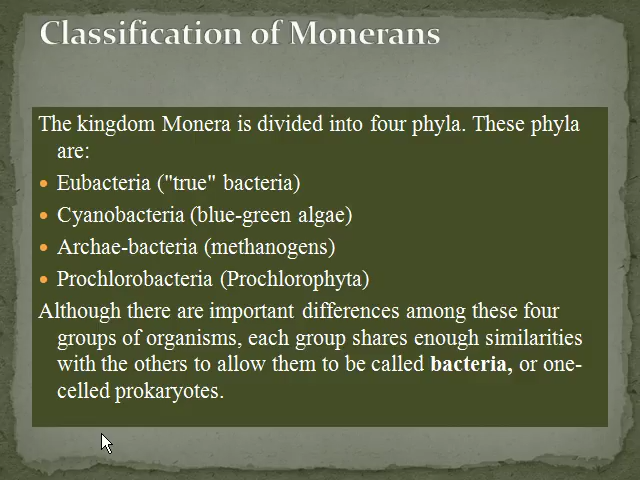 Classification of Monerans
The kingdom Monera is divided into four phyla. These phyla
are:
• Eubacteria ("true" bacteria)
• Cyanobacteria (blue-green algae)
• Archae-bacteria (methanogens)
• Prochlorobacteria (Prochlorophyta)
Although there are important differences among these four
groups of organisms, each group shares enough similarities
with the others to allow them to be called bacteria, or one-
celled prokaryotes.